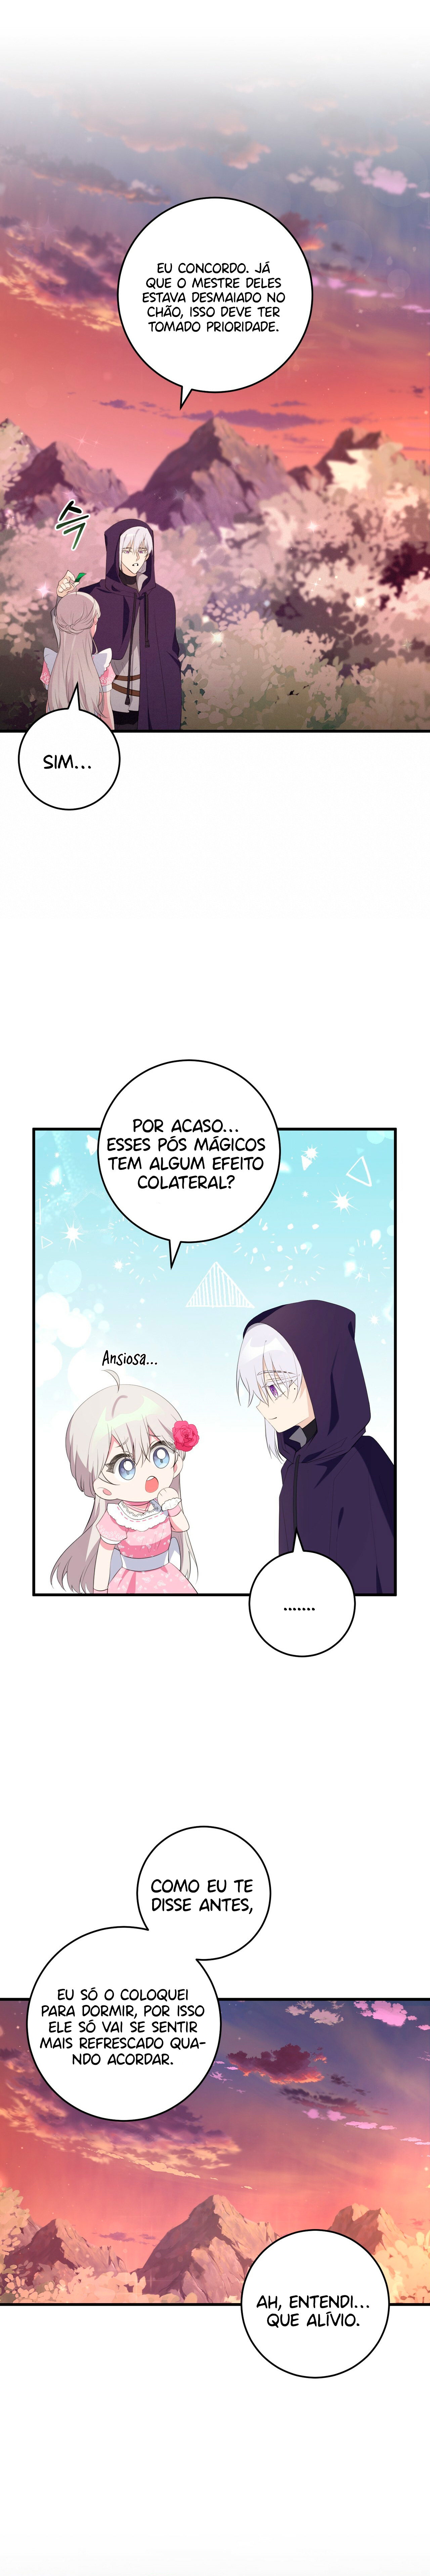 EU CONCORDO. JÁ
QUE O MESTRE DELES
ESTAVA DESMAIADO NO
CHÃO, ISSO DEVE TER
TOMADO PRIORIDADE.
SIM...
POR ACASO...
ESSES PÓS MÁGICOS
TEM ALGUM EFEITO
COLATERAL?
Ansiosa...
.......
COMO EU TE
DISSE ANTES,
EU SÓ O COLOQUEI
PARA DORMIR, POR ISSO
ELE SÓ VAI SE SENTIR
MAIS REFRESCADO QUA-
NDO ACORDAR.
AH, ENTENDI...
QUE ALÍVIO.